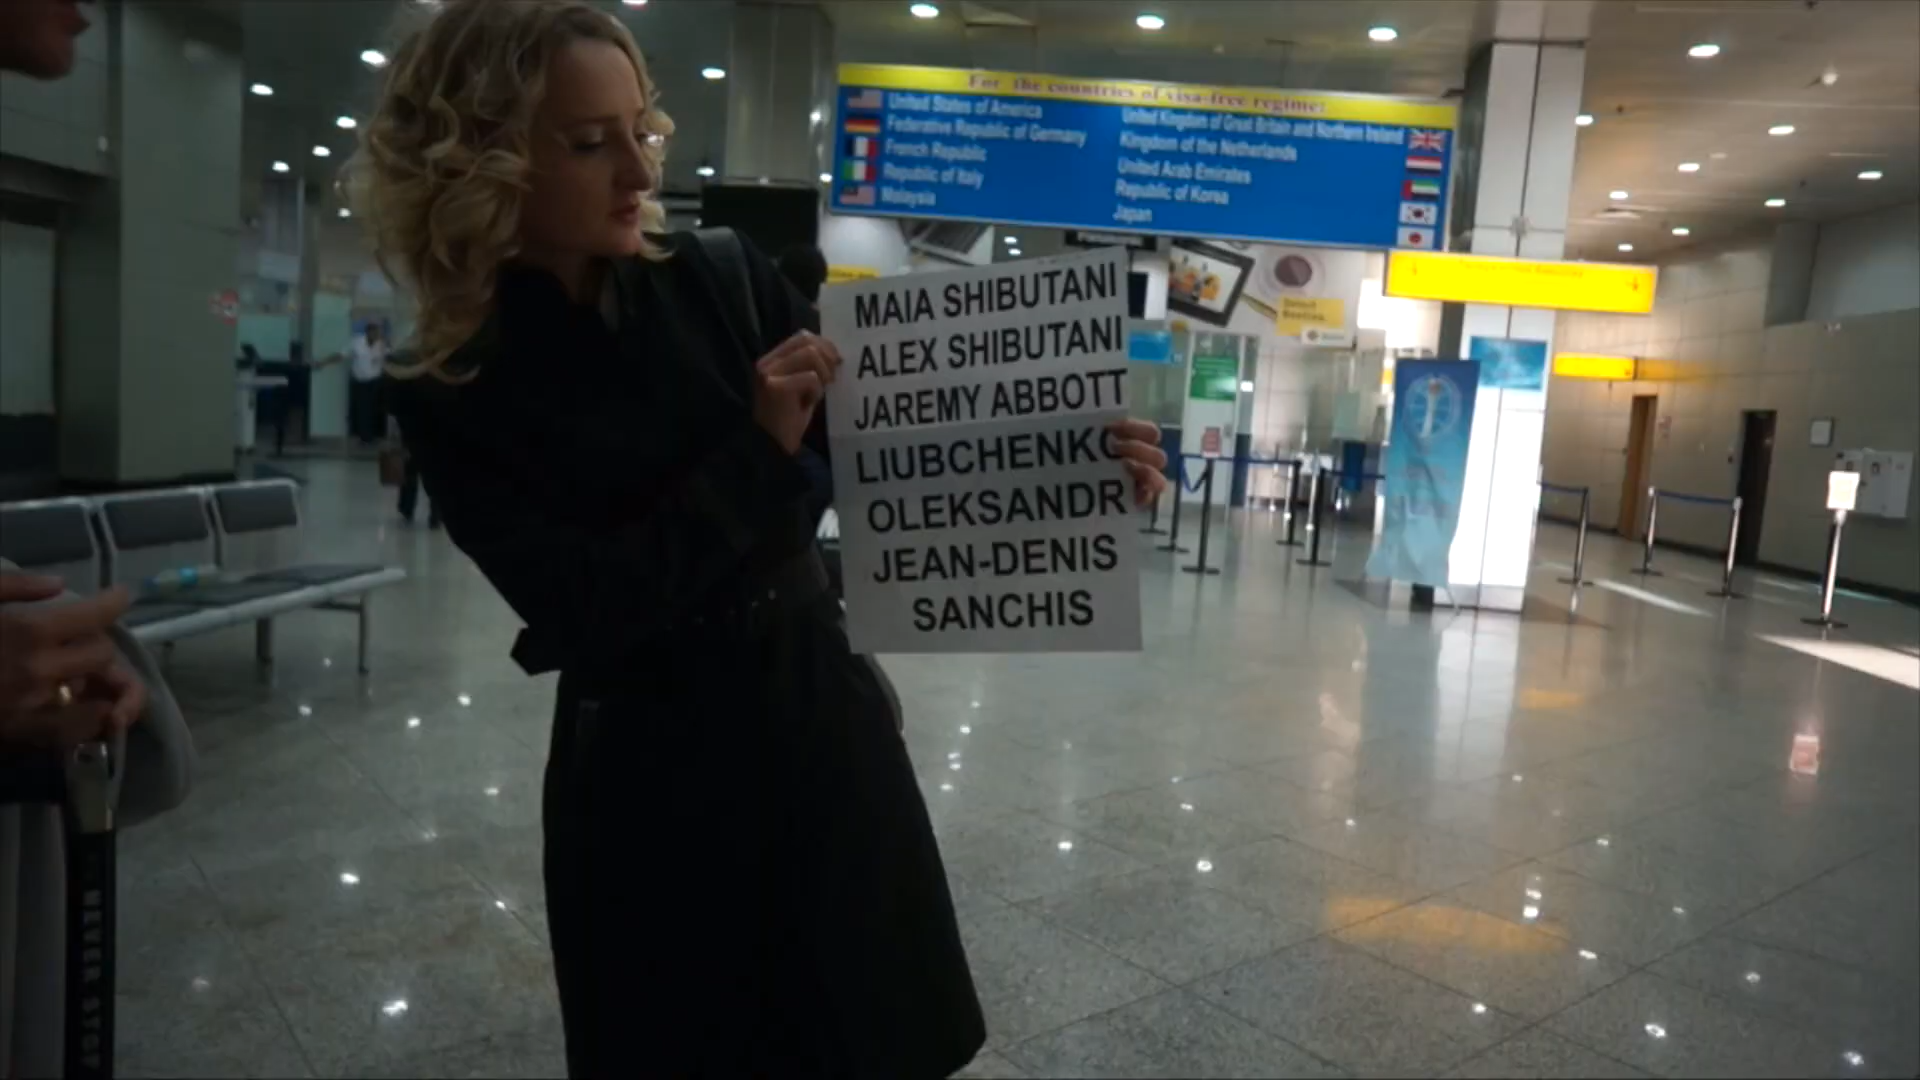 For the countries of visa-free regime:
United States of America
Federative Republic of Germany
French Republic
Republic of Italy
Malaysia
United Kingdom of Great Britain and Northern Ireland
Kingdom of the Netherlands
United Arab Emirates
Republic of Korea
Japan
MAIA SHIBUTANI
ALEX SHIBUTANI
JAREMY ABBOTT
LIUBCHENKO
OLEKSANDR
JEAN-DENIS
SANCHIS
NEVER STOP